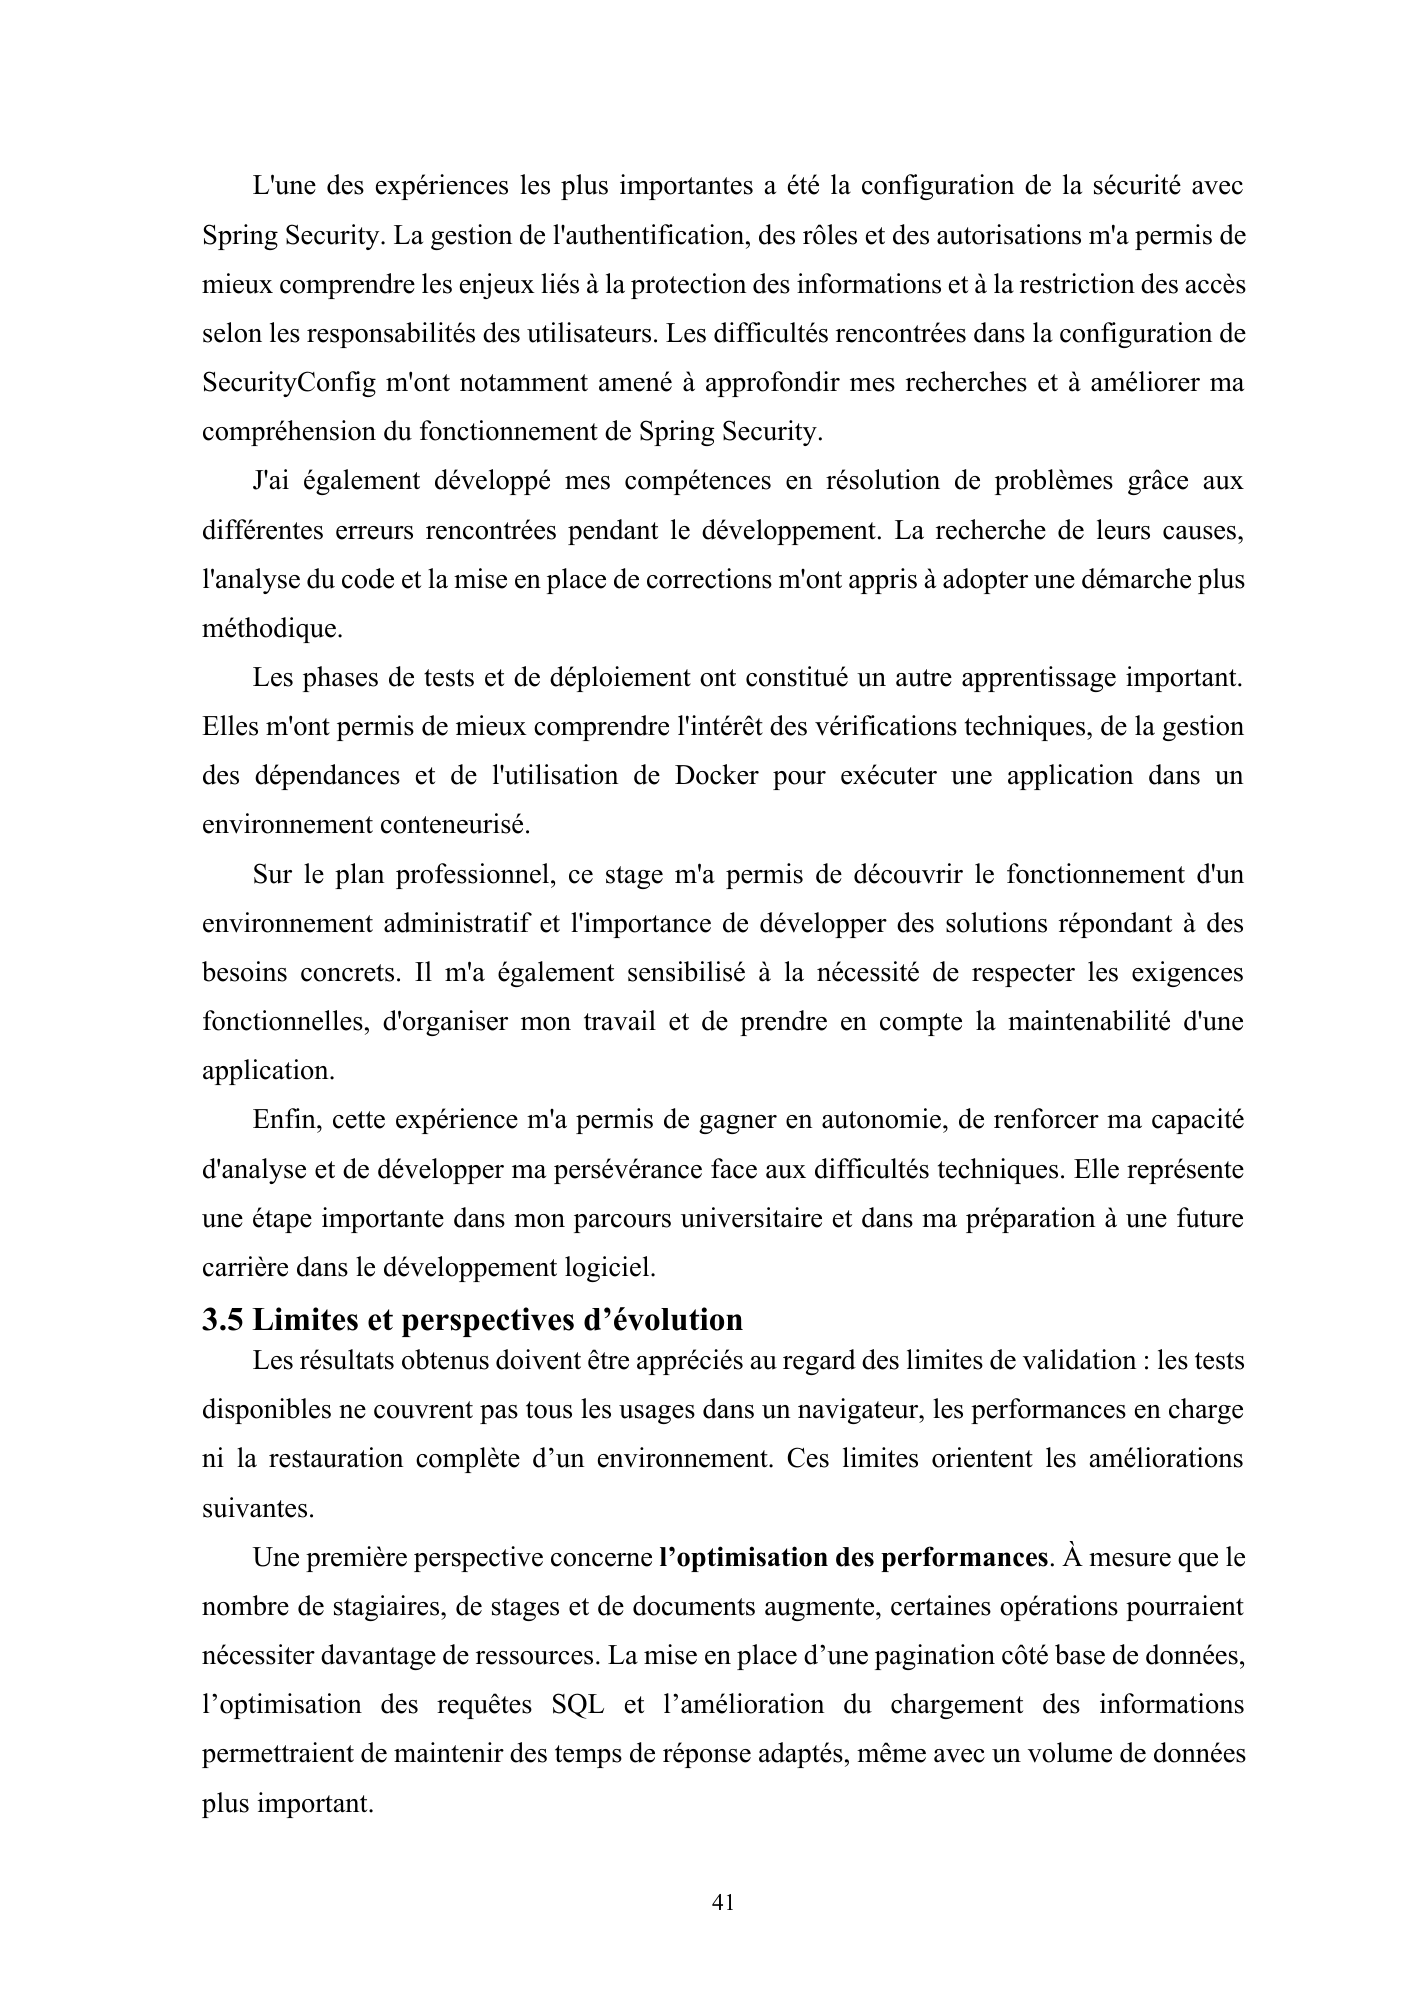 L'une des expériences les plus importantes a été la configuration de la sécurité avec
Spring Security. La gestion de l'authentification, des rôles et des autorisations m'a permis de
mieux comprendre les enjeux liés à la protection des informations et à la restriction des accès
selon les responsabilités des utilisateurs. Les difficultés rencontrées dans la configuration de
SecurityConfig m'ont notamment amené à approfondir mes recherches et à améliorer ma
compréhension du fonctionnement de Spring Security.
J'ai également développé mes compétences en résolution de problèmes grâce aux
différentes erreurs rencontrées pendant le développement. La recherche de leurs causes,
l'analyse du code et la mise en place de corrections m'ont appris à adopter une démarche plus
méthodique.
Les phases de tests et de déploiement ont constitué un autre apprentissage important.
Elles m'ont permis de mieux comprendre l'intérêt des vérifications techniques, de la gestion
des dépendances et de l'utilisation de Docker pour exécuter une application dans un
environnement conteneurisé.
Sur le plan professionnel, ce stage m'a permis de découvrir le fonctionnement d'un
environnement administratif et l'importance de développer des solutions répondant à des
besoins concrets. Il m'a également sensibilisé à la nécessité de respecter les exigences
fonctionnelles, d'organiser mon travail et de prendre en compte la maintenabilité d'une
application.
Enfin, cette expérience m'a permis de gagner en autonomie, de renforcer ma capacité
d'analyse et de développer ma persévérance face aux difficultés techniques. Elle représente
une étape importante dans mon parcours universitaire et dans ma préparation à une future
carrière dans le développement logiciel.
3.5 Limites et perspectives d’évolution
Les résultats obtenus doivent être appréciés au regard des limites de validation : les tests
disponibles ne couvrent pas tous les usages dans un navigateur, les performances en charge
ni la restauration complète d’un environnement. Ces limites orientent les améliorations
suivantes.
Une première perspective concerne l’optimisation des performances. À mesure que le
nombre de stagiaires, de stages et de documents augmente, certaines opérations pourraient
nécessiter davantage de ressources. La mise en place d’une pagination côté base de données,
l’optimisation des requêtes SQL et l’amélioration du chargement des informations
permettraient de maintenir des temps de réponse adaptés, même avec un volume de données
plus important.
41